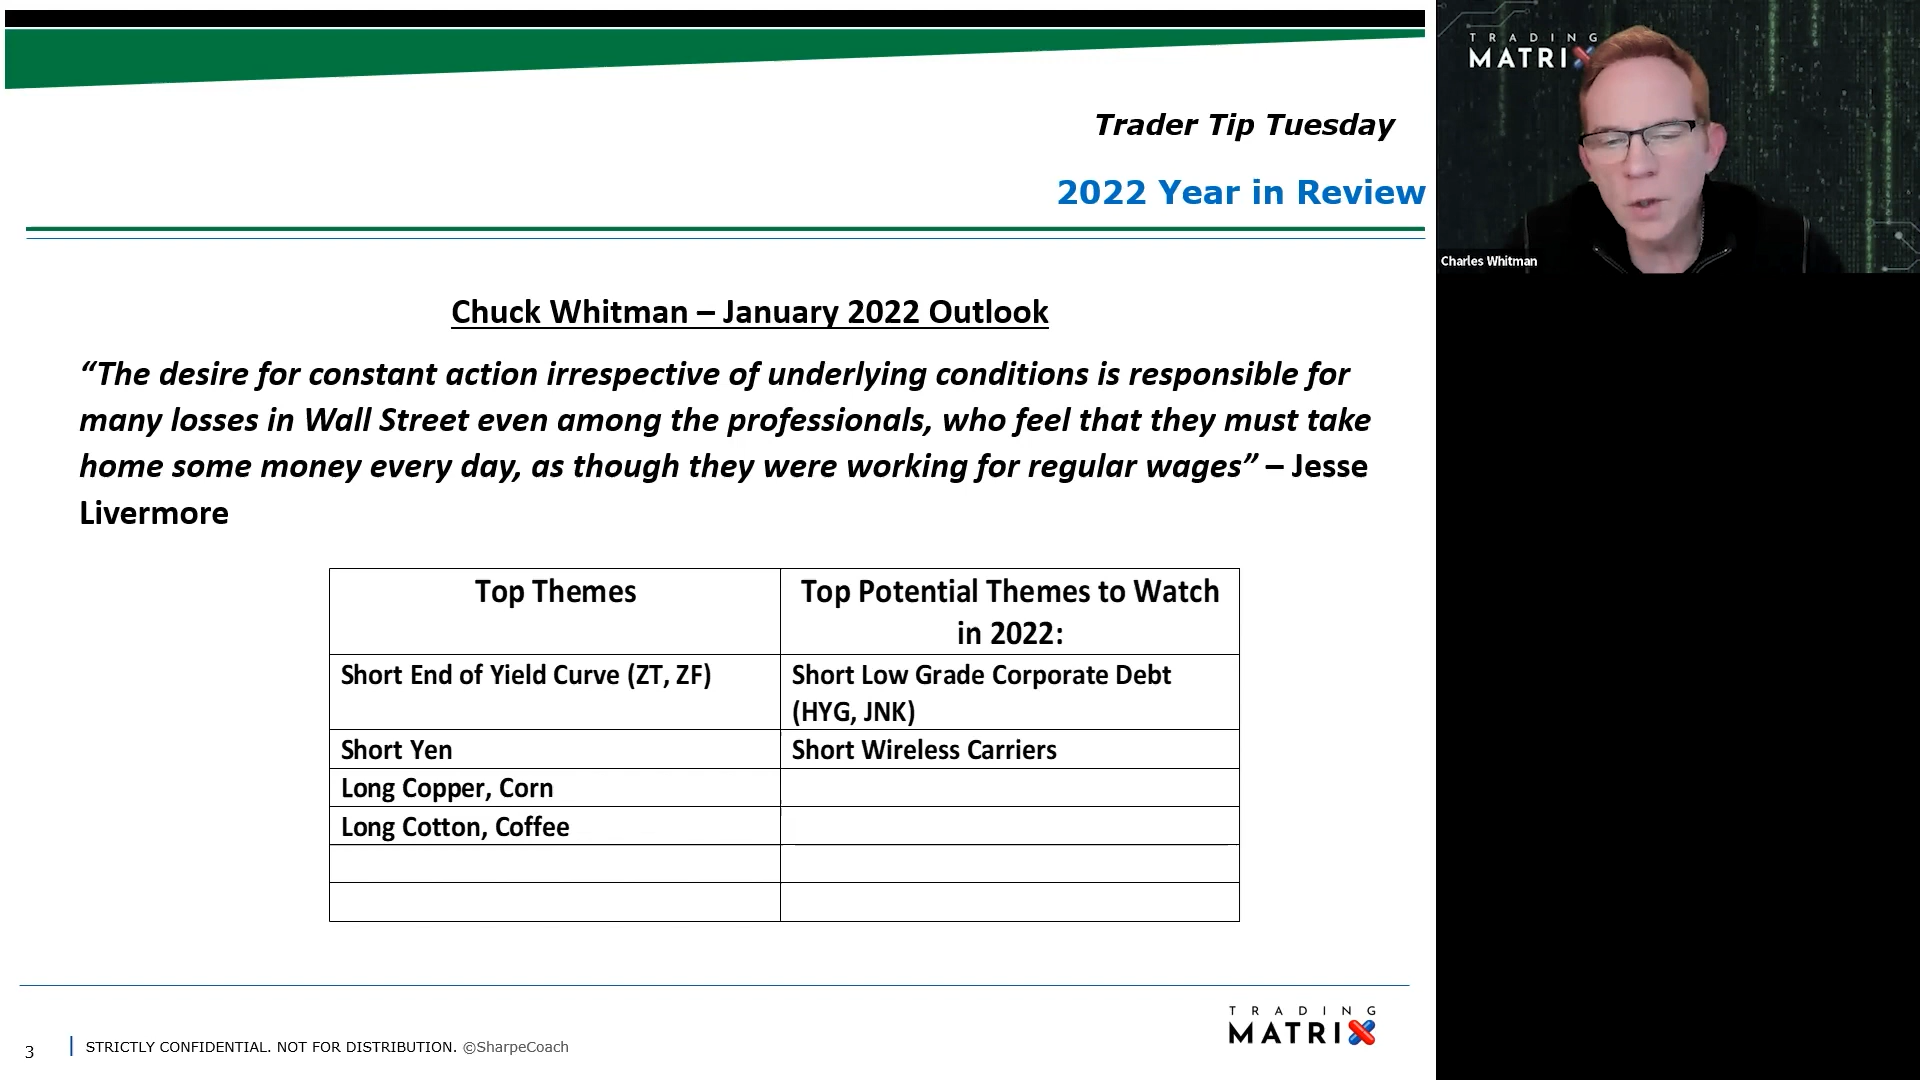 Trader Tip Tuesday
2022 Year in Review
Chuck Whitman – January 2022 Outlook
“The desire for constant action irrespective of underlying conditions is responsible for
many losses in Wall Street even among the professionals, who feel that they must take
home some money every day, as though they were working for regular wages” – Jesse
Livermore
Top Themes
Top Potential Themes to Watch
in 2022:
Short End of Yield Curve (ZT, ZF)
Short Low Grade Corporate Debt
(HYG, JNK)
Short Yen
Short Wireless Carriers
Long Copper, Corn
Long Cotton, Coffee
3
STRICTLY CONFIDENTIAL. NOT FOR DISTRIBUTION. ©SharpeCoach
TRADING
MATRIX
TRADING
MATRIX
Charles Whitman